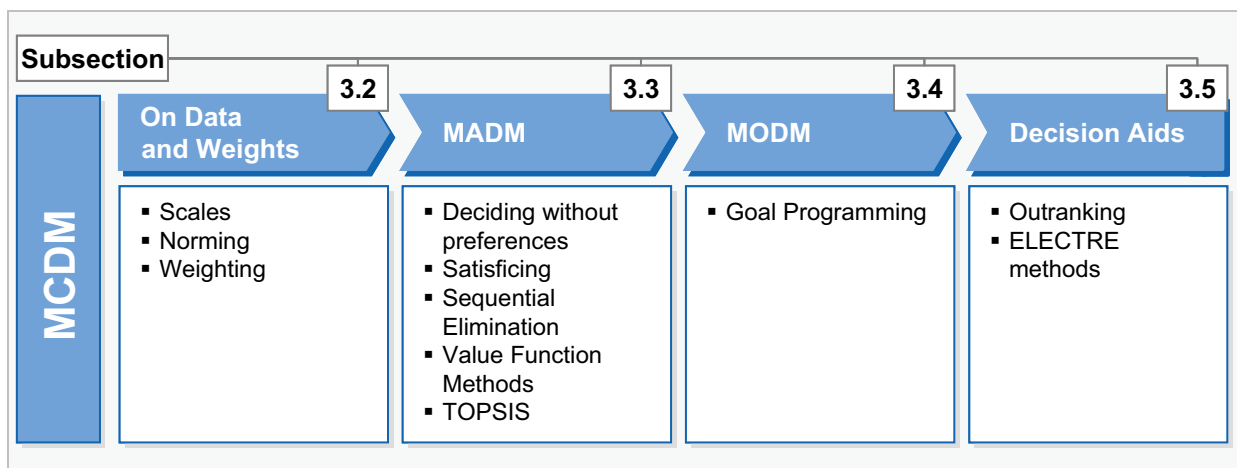 Subsection
3.2
3.3
3.4
3.5
MCDM
On Data
and Weights
MADM
MODM
Decision Aids
▪ Scales
▪ Norming
▪ Weighting
▪ Deciding without
preferences
▪ Satisficing
▪ Sequential
Elimination
▪ Value Function
Methods
▪ TOPSIS
▪ Goal Programming
▪ Outranking
▪ ELECTRE
methods